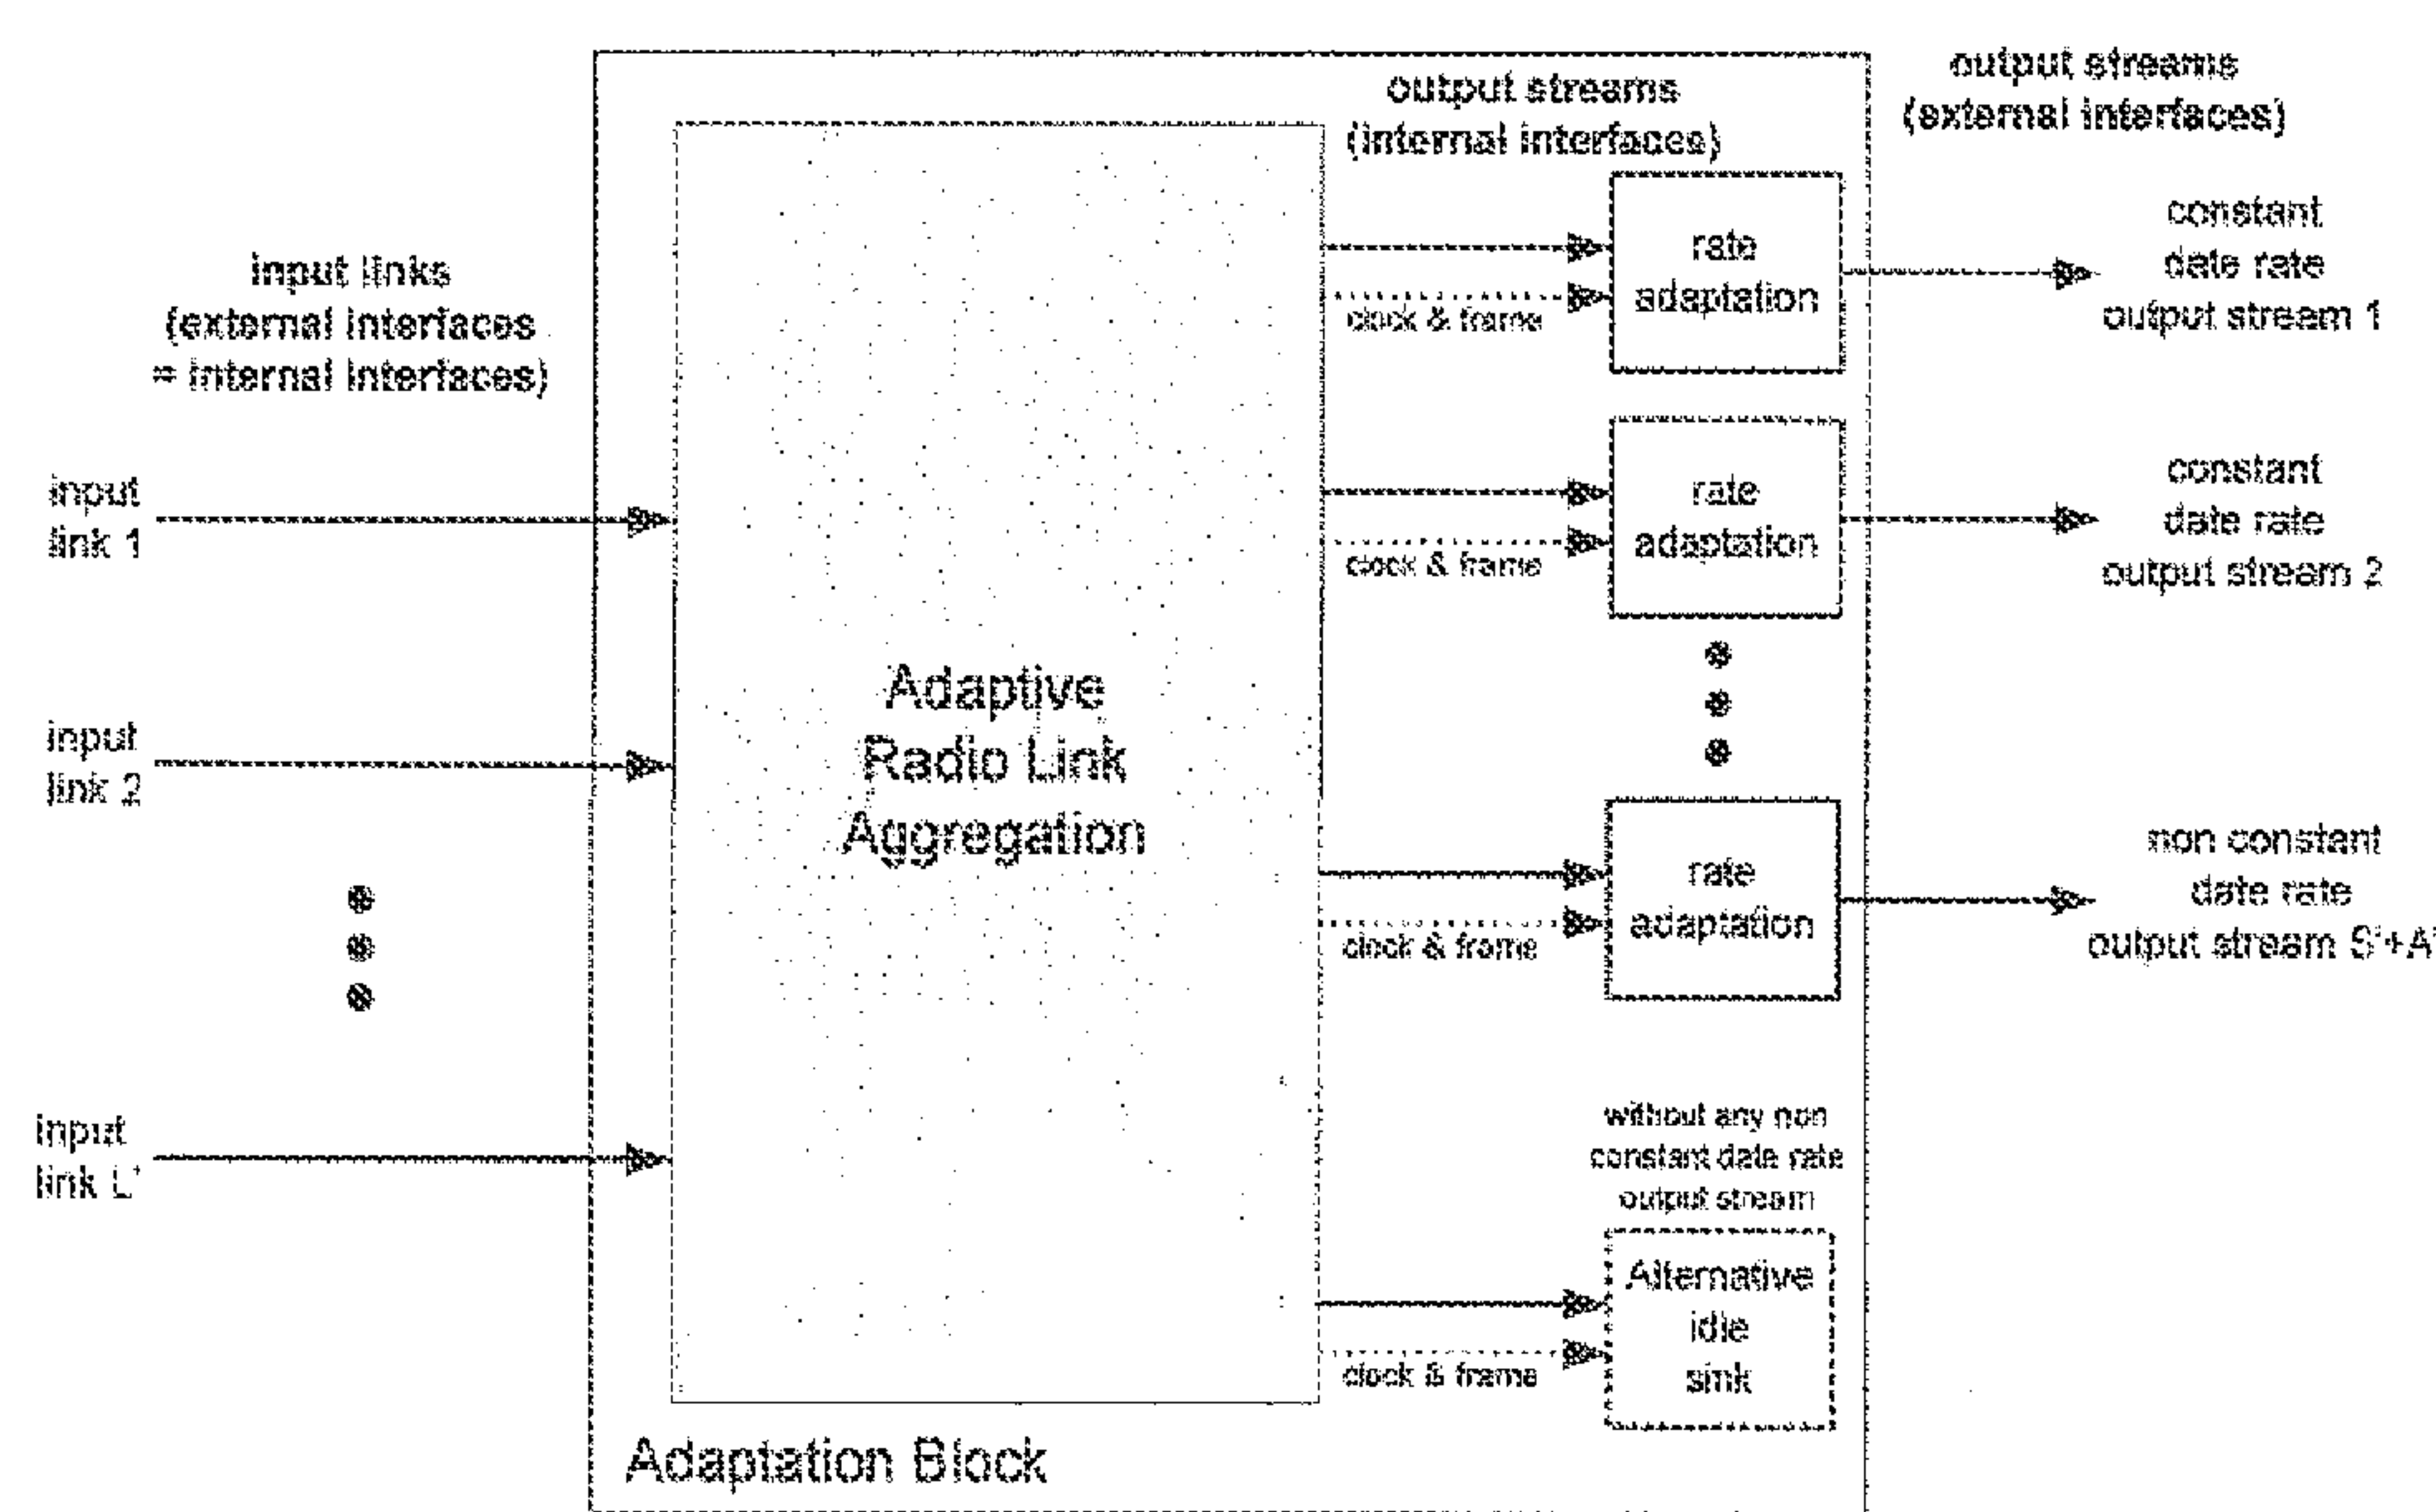 output streams
(internal interfaces)
output streams
(external interfaces)
input links
(external interfaces
= internal interfaces)
rate
adaptation
clock & frame
constant
date rate
output stream 1
input
link 1
rate
adaptation
clock & frame
constant
date rate
output stream 2
input
link 2
Adaptive
Radio Link
Aggregation
rate
adaptation
clock & frame
non constant
date rate
output stream S'+A'
input
link L'
without any non
constant date rate
output stream
Alternative
idle
sink
clock & frame
Adaptation Block